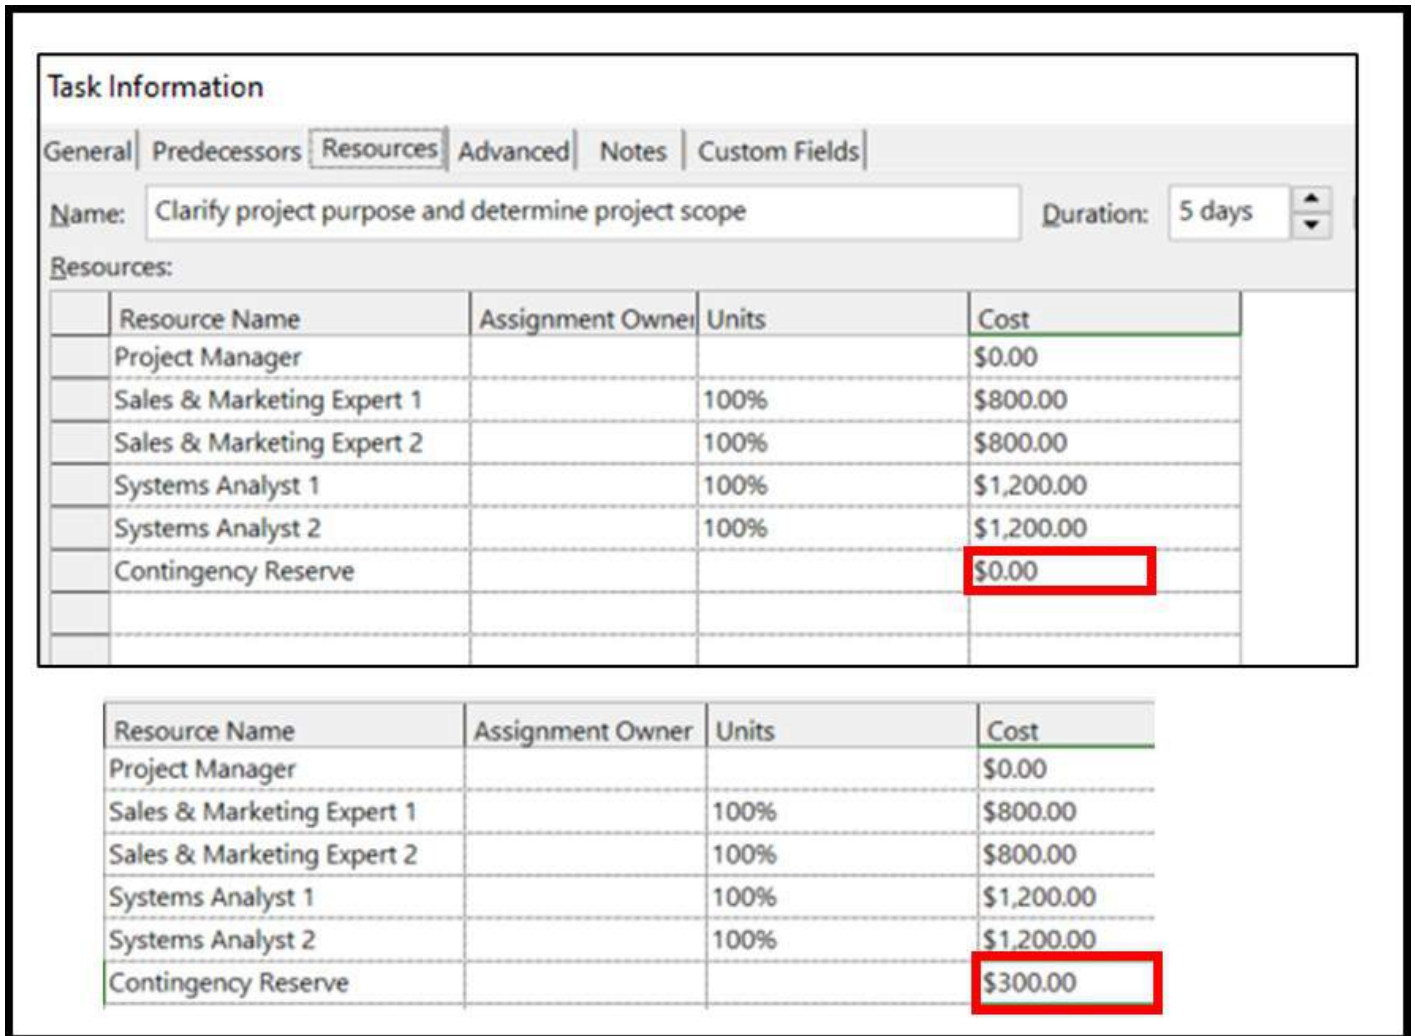 Task Information
General Predecessors Resources Advanced Notes Custom Fields
Name: Clarify project purpose and determine project scope Duration: 5 days
Resources:
Resource Name Assignment Owner Units Cost
Project Manager $0.00
Sales & Marketing Expert 1 100% $800.00
Sales & Marketing Expert 2 100% $800.00
Systems Analyst 1 100% $1,200.00
Systems Analyst 2 100% $1,200.00
Contingency Reserve $0.00
Resource Name Assignment Owner Units Cost
Project Manager $0.00
Sales & Marketing Expert 1 100% $800.00
Sales & Marketing Expert 2 100% $800.00
Systems Analyst 1 100% $1,200.00
Systems Analyst 2 100% $1,200.00
Contingency Reserve $300.00